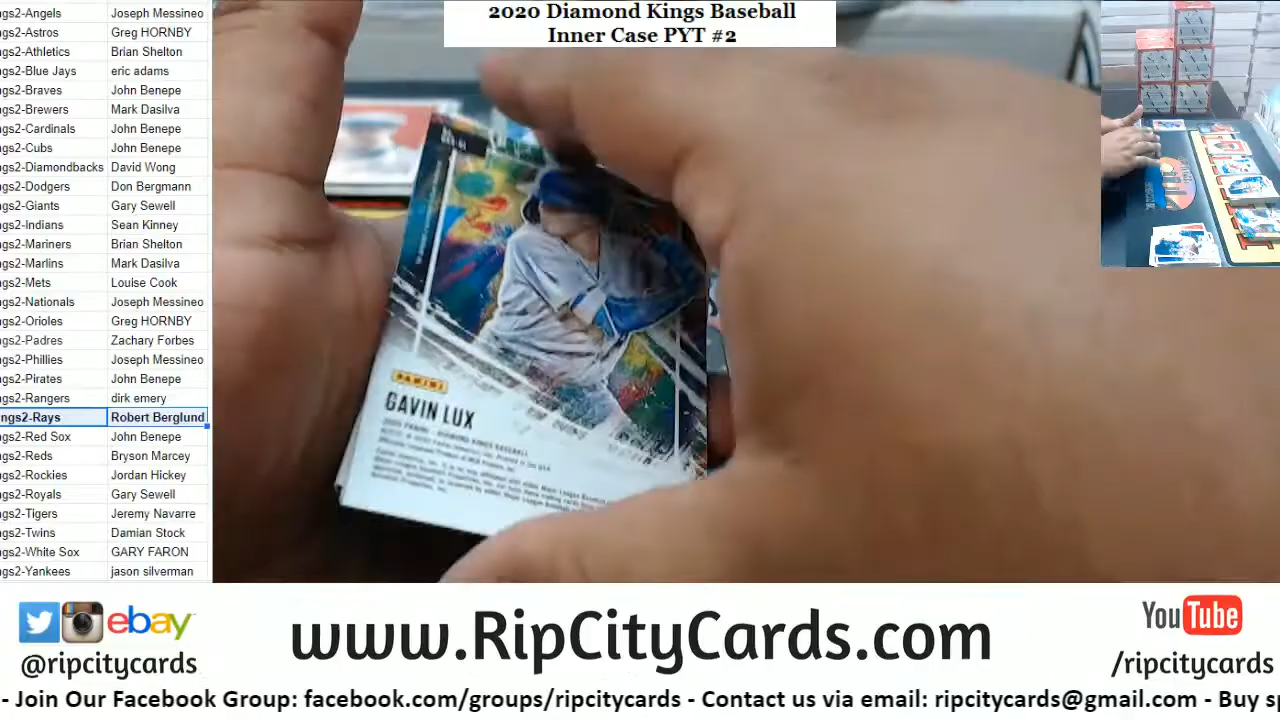 2020 Diamond Kings Baseball
Inner Case PYT #2
ngs2-Angels Joseph Messineo
ngs2-Astros Greg HORNBY
ngs2-Athletics Brian Shelton
ngs2-Blue Jays eric adams
ngs2-Braves John Benepe
ngs2-Brewers Mark Dasilva
ngs2-Cardinals John Benepe
ngs2-Cubs John Benepe
ngs2-Diamondbacks David Wong
ngs2-Dodgers Don Bergmann
ngs2-Giants Gary Sewell
ngs2-Indians Sean Kinney
ngs2-Mariners Brian Shelton
ngs2-Marlins Mark Dasilva
ngs2-Mets Louise Cook
ngs2-Nationals Joseph Messineo
ngs2-Orioles Greg HORNBY
ngs2-Padres Zachary Forbes
ngs2-Phillies Joseph Messineo
ngs2-Pirates John Benepe
ngs2-Rangers dirk emery
ngs2-Rays Robert Berglund
ngs2-Red Sox John Benepe
ngs2-Reds Bryson Marcey
ngs2-Rockies Jordan Hickey
ngs2-Royals Gary Sewell
ngs2-Tigers Jeremy Navarre
ngs2-Twins Damian Stock
ngs2-White Sox GARY FARON
ngs2-Yankees jason silverman
PANINI
GAVIN LUX
ebay
@ripcitycards
www.RipCityCards.com
YouTube
/ripcitycards
- Join Our Facebook Group: facebook.com/groups/ripcitycards - Contact us via email: ripcitycards@gmail.com - Buy sp